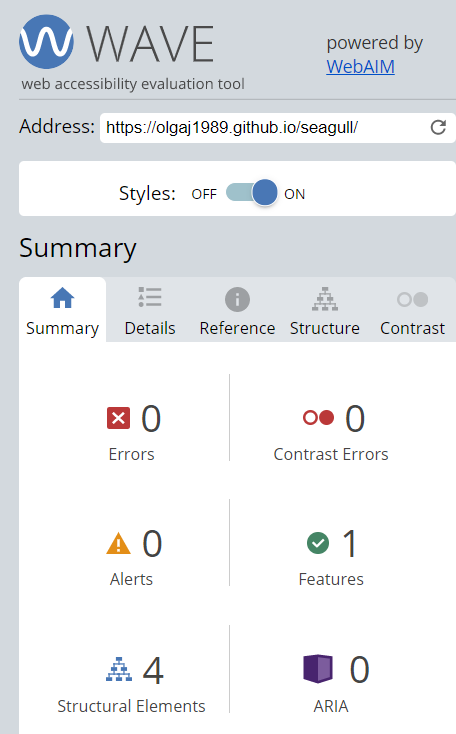 WAVE
web accessibility evaluation tool
powered by
WebAIM
Address: https://olgaj1989.github.io/seagull/
Styles: OFF ON
Summary
Summary Details Reference Structure Contrast
0 0
Errors Contrast Errors
0 1
Alerts Features
4 0
Structural Elements ARIA